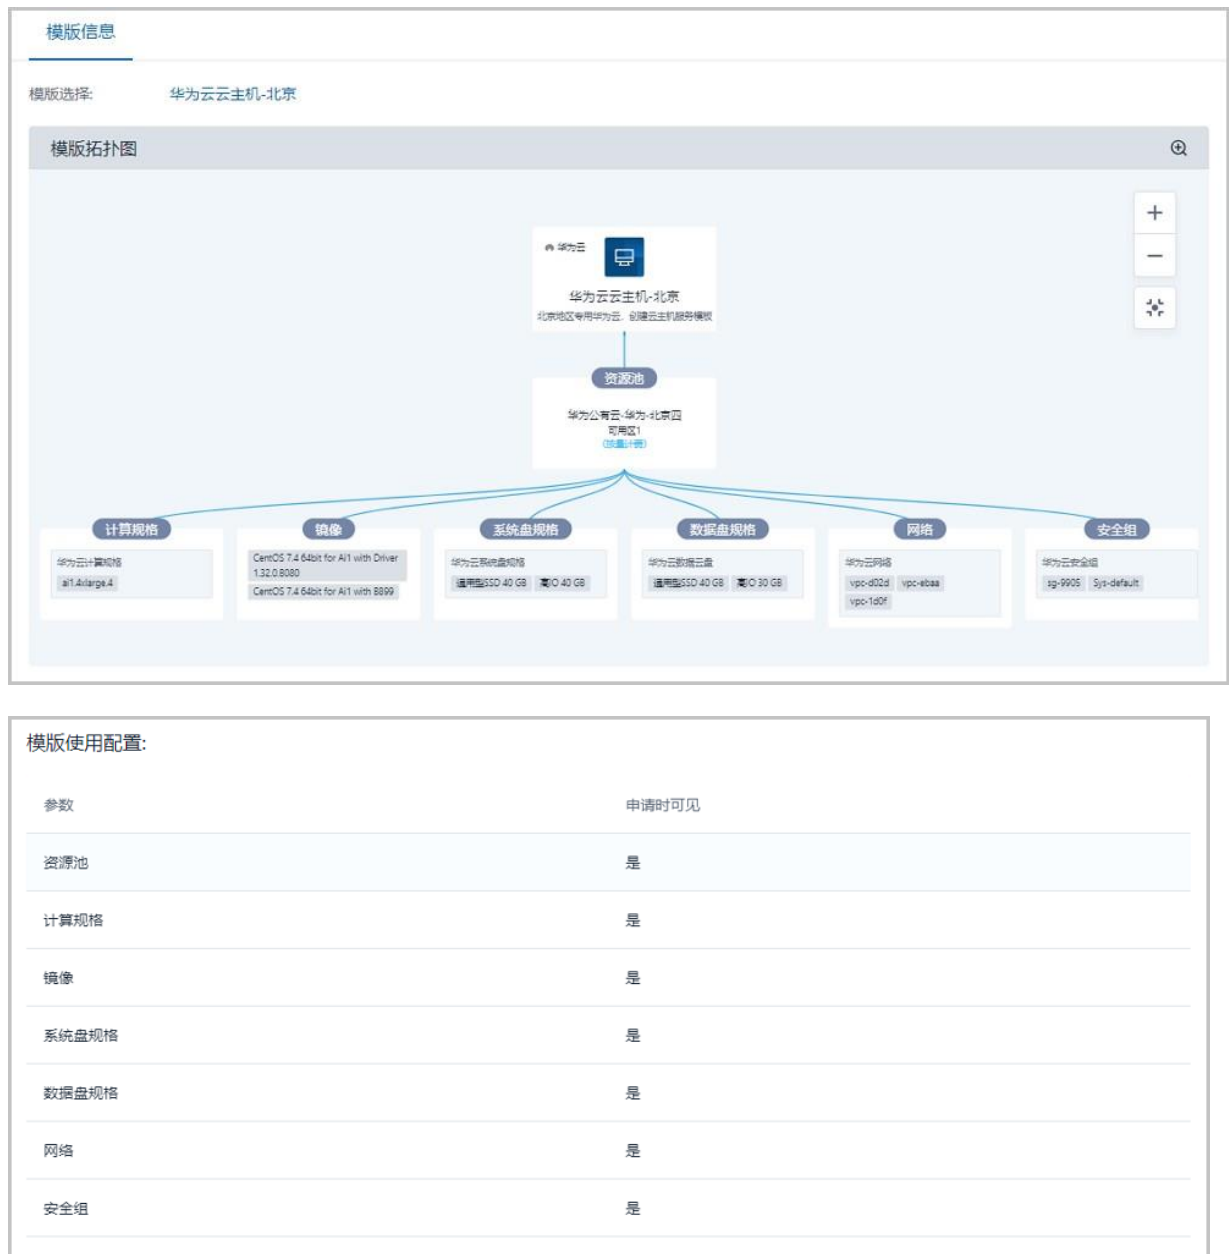 模版信息
模版选择: 华为云云主机-北京
模版拓扑图
华为云
华为云云主机-北京
北京地区专用华为云，创建云主机服务模版
资源池
华为公有云-华为-北京四
可用区1
(按量计费)
计算规格 镜像 系统盘规格 数据盘规格 网络 安全组
华为云计算规格
ai1.4xlarge.4
CentOS 7.4 64bit for Ai1 with Driver
1.32.0.B080
CentOS 7.4 64bit for Ai1 with B899
华为云系统盘规格
通用型SSD 40 GB 高IO 40 GB
华为云数据云盘
通用型SSD 40 GB 高IO 30 GB
华为云网络
vpc-d02d vpc-ebaa
vpc-1d0f
华为云安全组
sg-9905 Sys-default
模版使用配置:
参数 申请时可见
资源池 是
计算规格 是
镜像 是
系统盘规格 是
数据盘规格 是
网络 是
安全组 是